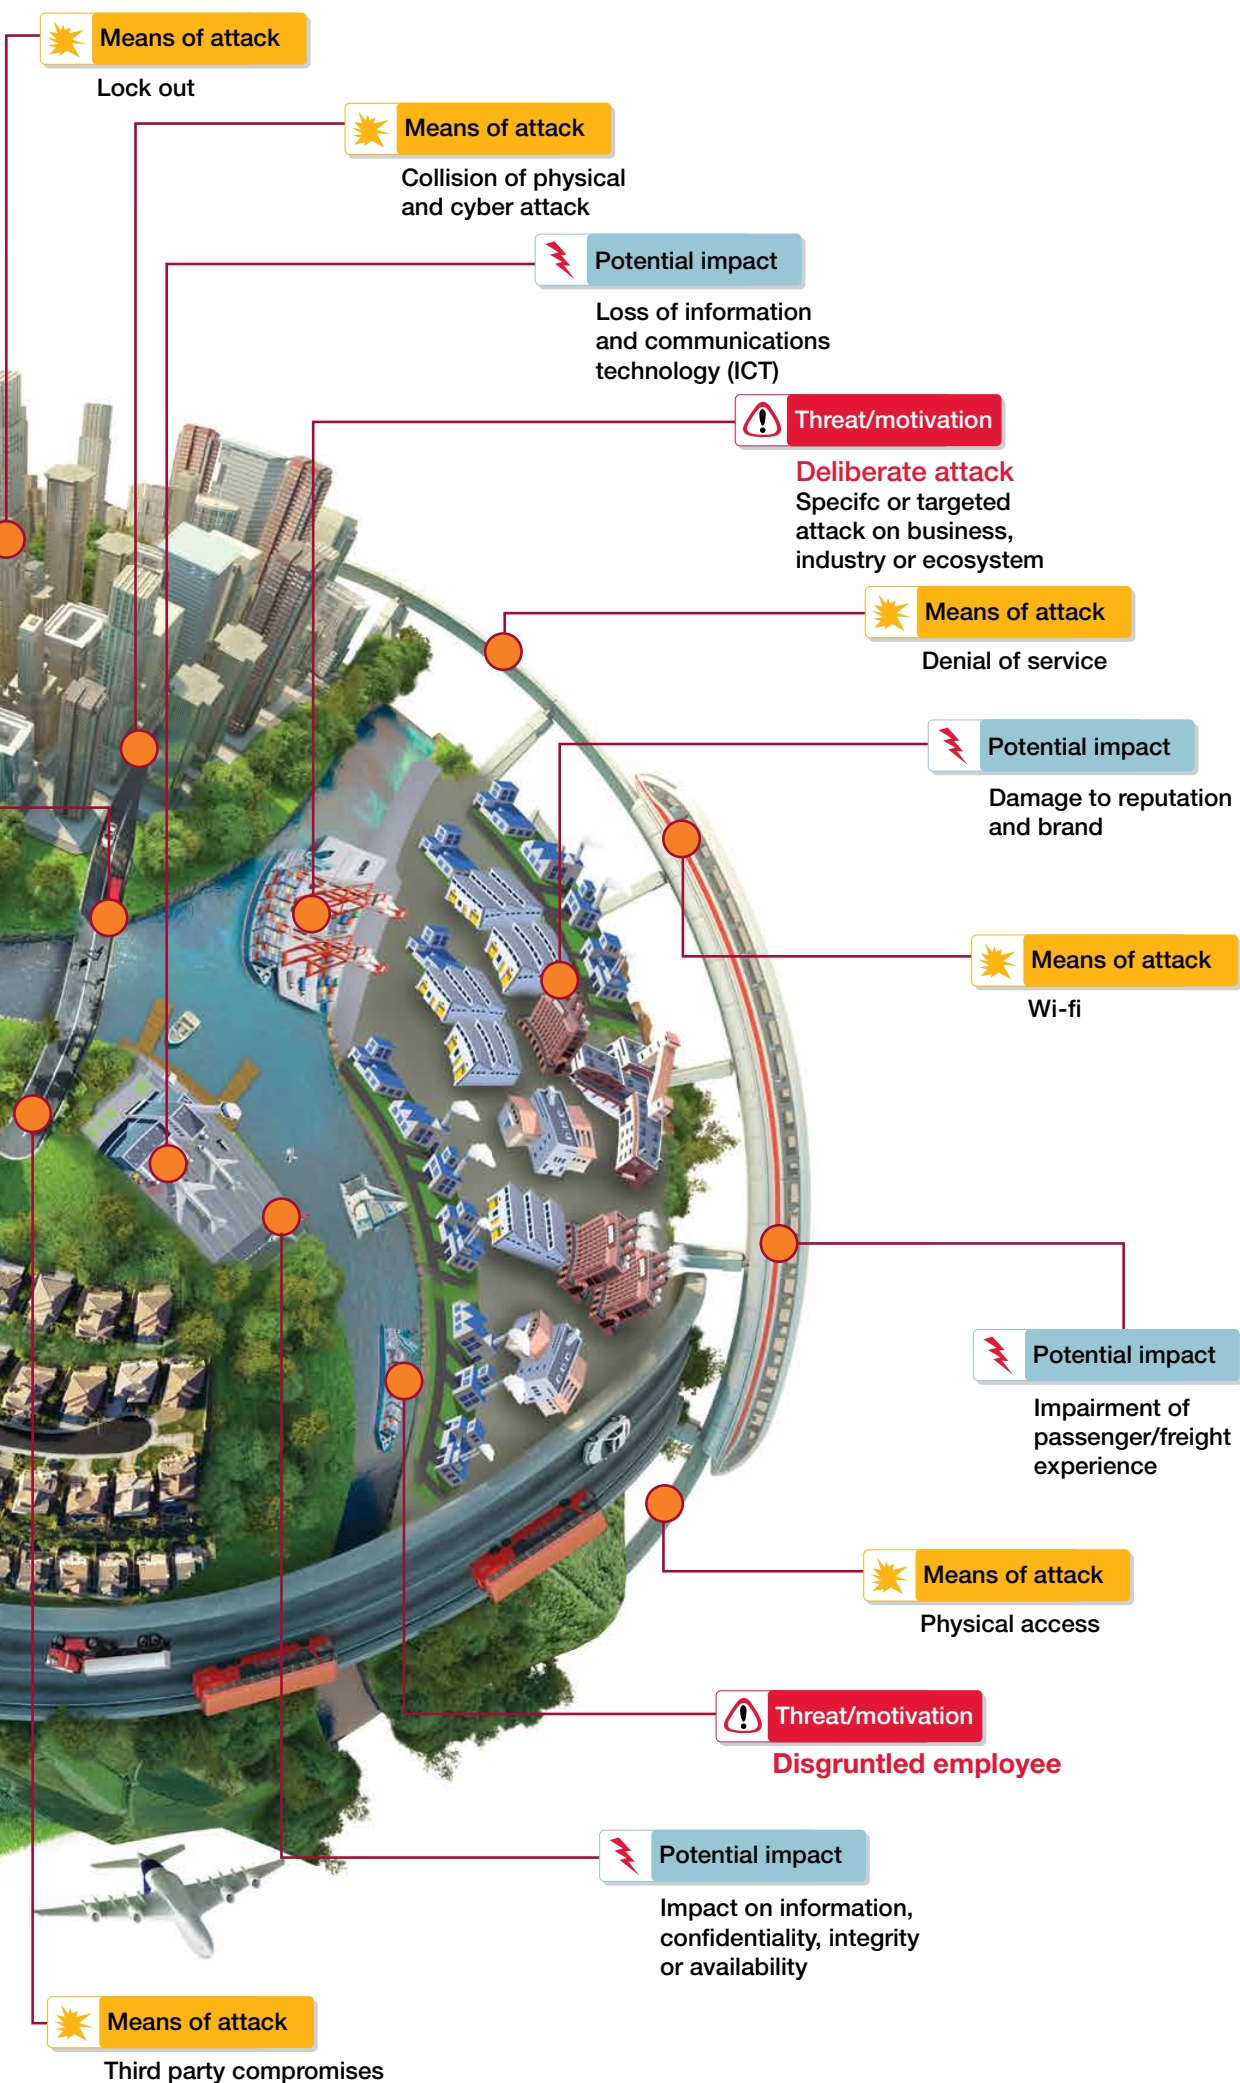 Means of attack
Lock out
Means of attack
Collision of physical
and cyber attack
Potential impact
Loss of information
and communications
technology (ICT)
Threat/motivation
Deliberate attack
Specifc or targeted
attack on business,
industry or ecosystem
Means of attack
Denial of service
Potential impact
Damage to reputation
and brand
Means of attack
Wi-fi
Potential impact
Impairment of
passenger/freight
experience
Means of attack
Physical access
Threat/motivation
Disgruntled employee
Potential impact
Impact on information,
confidentiality, integrity
or availability
Means of attack
Third party compromises